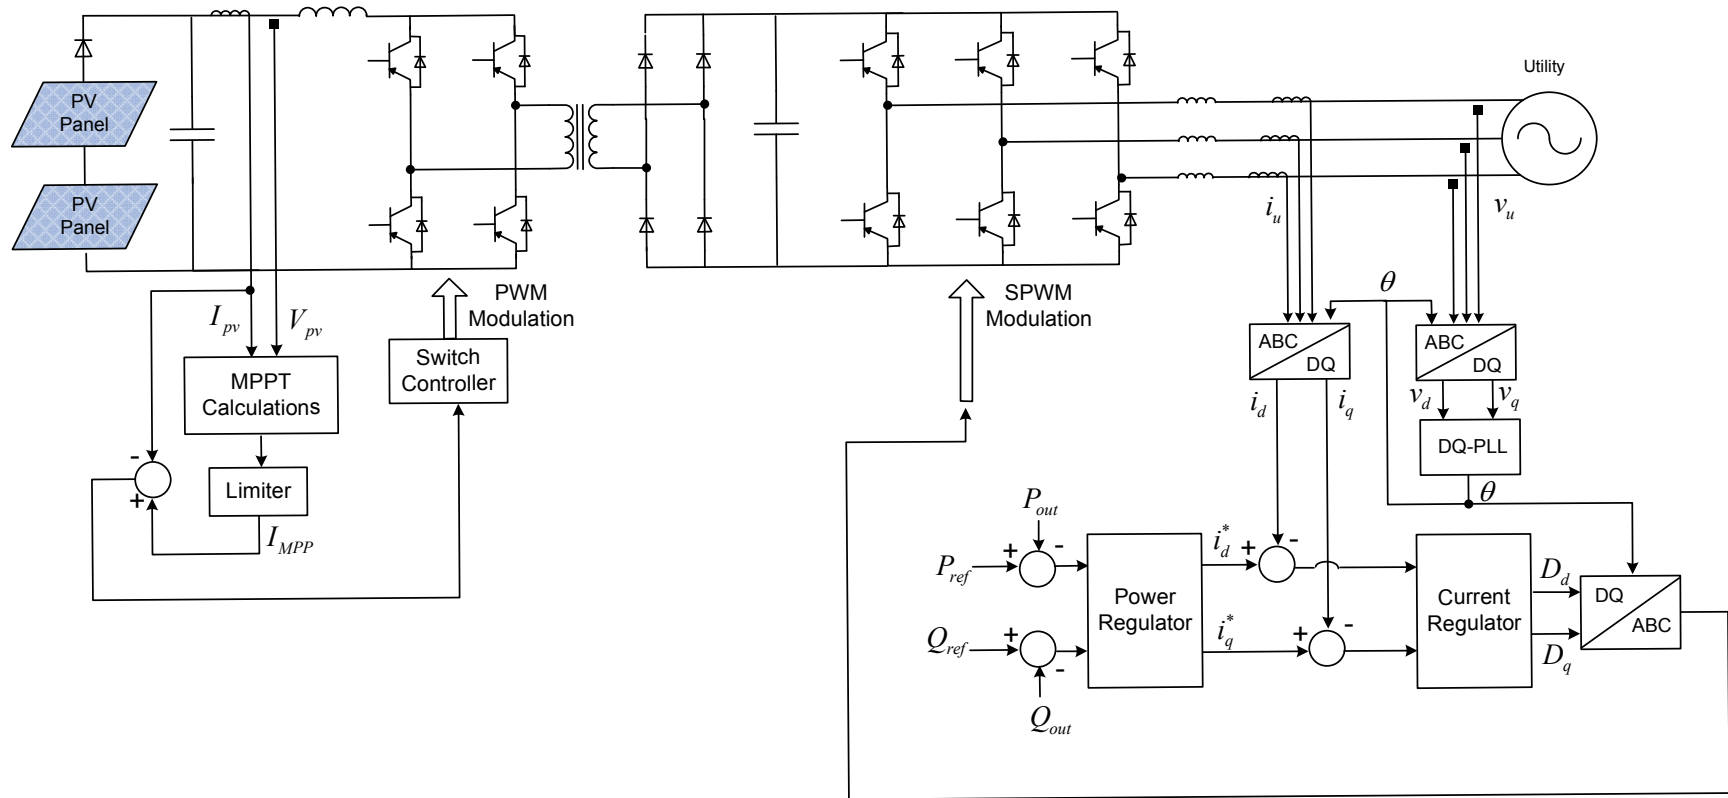 PV
Panel
PV
Panel
Utility
i_u
v_u
I_pv
V_pv
PWM
Modulation
SPWM
Modulation
θ
MPPT
Calculations
Switch
Controller
ABC
DQ
ABC
DQ
i_d
i_q
v_d
v_q
DQ-PLL
θ
-
+
Limiter
I_MPP
P_out
P_ref
+
-
Q_ref
+
-
Q_out
Power
Regulator
i_d^*
i_q^*
+
-
+
-
Current
Regulator
D_d
D_q
DQ
ABC